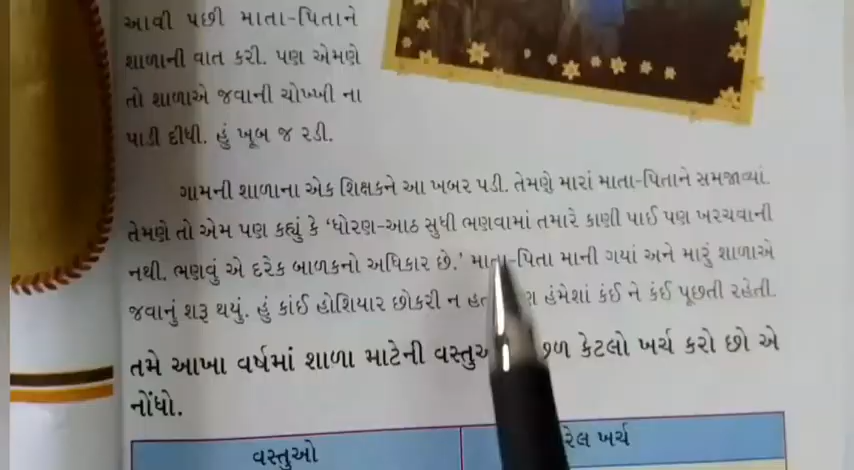 આવી પછી માતા-પિતાને
શાળાની વાત કરી. પણ એમણે
તો શાળાએ જવાની ચોખ્ખી ના
પાડી દીધી. હું ખૂબ જ રડી.
ગામની શાળાના એક શિક્ષકને આ ખબર પડી. તેમણે મારાં માતા-પિતાને સમજાવ્યાં.
તેમણે તો એમ પણ કહ્યું કે ‘ધોરણ-આઠ સુધી ભણવામાં તમારે કાણી પાઈ પણ ખરચવાની
નથી. ભણવું એ દરેક બાળકનો અધિકાર છે.’ માતા-પિતા માની ગયાં અને મારું શાળાએ
જવાનું શરૂ થયું. હું કાંઈ હોશિયાર છોકરી ન હંમેશાં કંઈ ને કંઈ પૂછતી રહેતી.
તમે આખા વર્ષમાં શાળા માટેની કેટલો ખર્ચ કરો છો એ
નોંધો.
વસ્તુઓ ખર્ચ